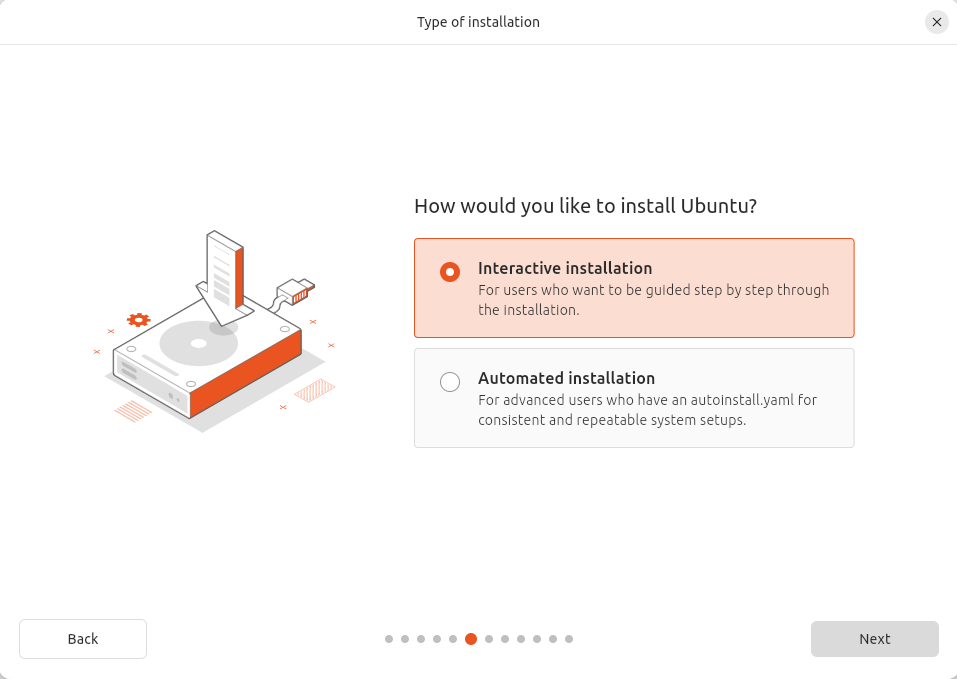 Type of installation
How would you like to install Ubuntu?
Interactive installation
For users who want to be guided step by step through
the installation.
Automated installation
For advanced users who have an autoinstall.yaml for
consistent and repeatable system setups.
Back
Next